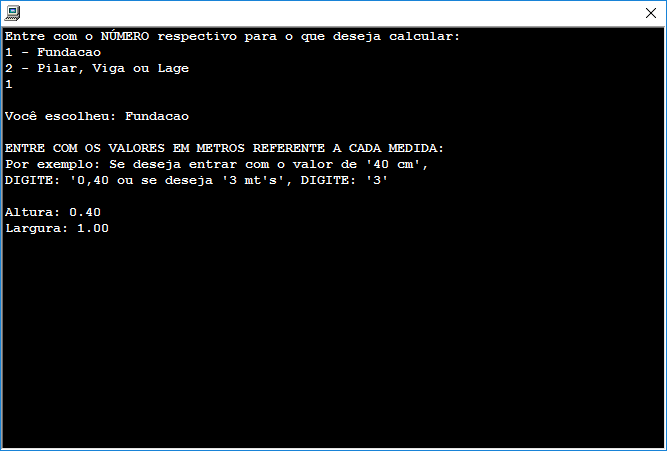 Entre com o NÚMERO respectivo para o que deseja calcular:
1 - Fundacao
2 - Pilar, Viga ou Lage
1
Você escolheu: Fundacao
ENTRE COM OS VALORES EM METROS REFERENTE A CADA MEDIDA:
Por exemplo: Se deseja entrar com o valor de '40 cm',
DIGITE: '0,40 ou se deseja '3 mt's', DIGITE: '3'
Altura: 0.40
Largura: 1.00